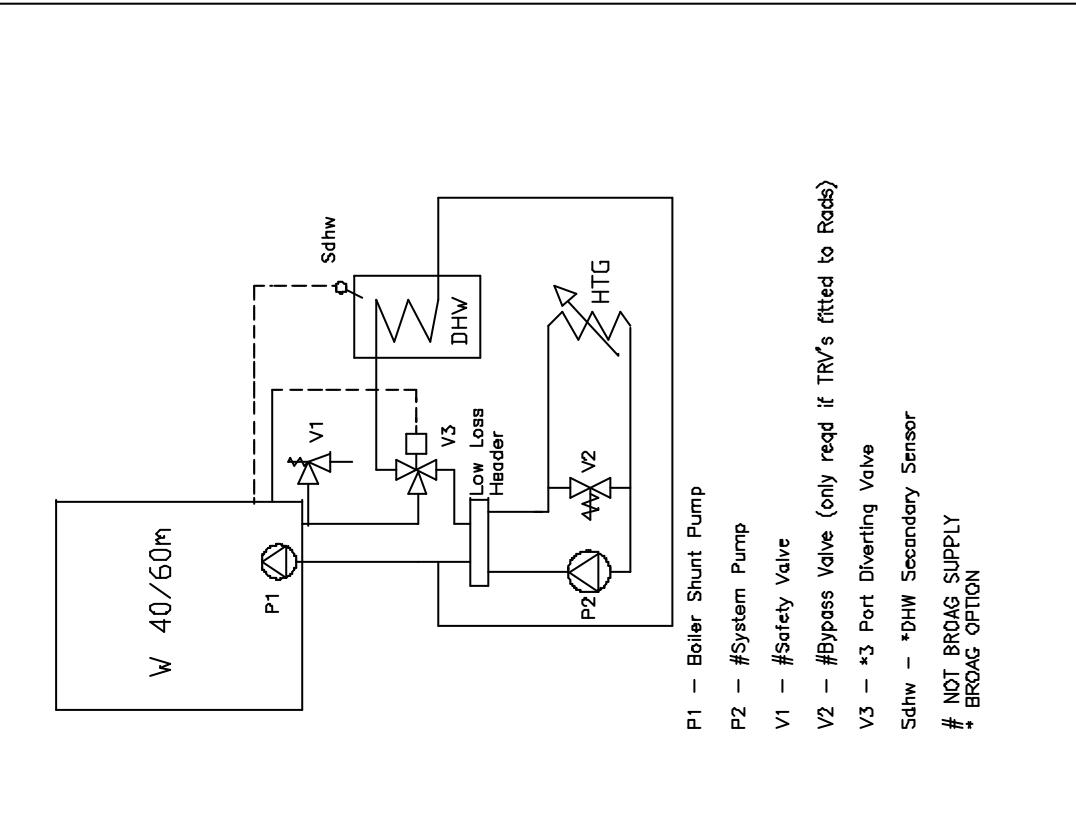 W 40/60m
P1
V1
Sdhw
V3
DHW
Low Loss
Header
HTG
V2
P2
P1 - Boiler Shunt Pump
P2 - #System Pump
V1 - #Safety Valve
V2 - #Bypass Valve (only reqd if TRV's fitted to Rads)
V3 - *3 Port Diverting Valve
Sdhw - *DHW Secondary Sensor
# NOT BROAG SUPPLY
* BROAG OPTION